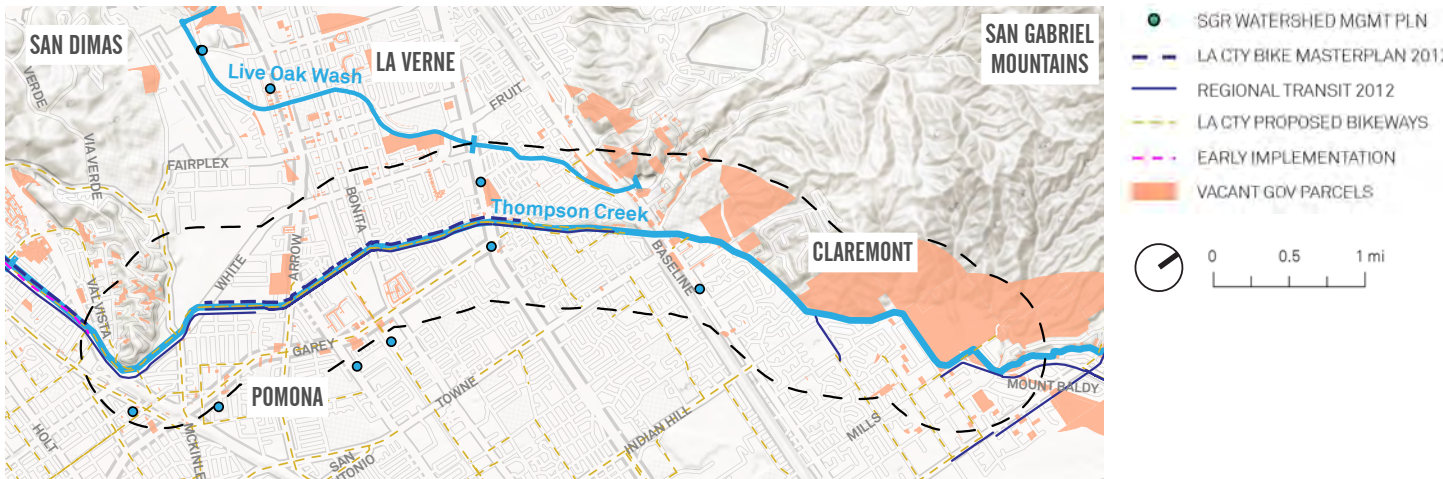 SAN DIMAS
VERDE
VIA VERDE
Live Oak Wash
LA VERNE
FRUIT
SAN GABRIEL
MOUNTAINS
FAIRPLEX
BONITA
Thompson Creek
WHITE
ARROW
BASELINE
CLAREMONT
VAL VISTA
GAREY
POMONA
TOWNE
MOUNT BALDY
HOLT
MCKINLE
SAN
INDIAN HILL
MILLS
SGR WATERSHED MGMT PLN
LA CTY BIKE MASTERPLAN 2012
REGIONAL TRANSIT 2012
LA CTY PROPOSED BIKEWAYS
EARLY IMPLEMENTATION
VACANT GOV PARCELS
0 0.5 1 mi